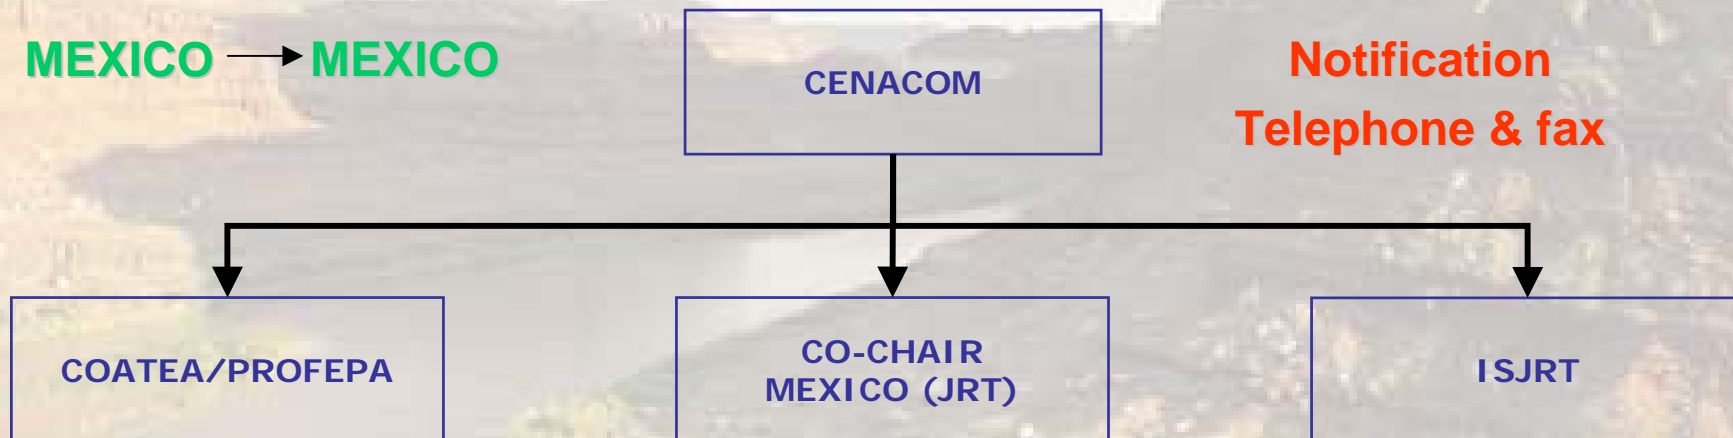 MEXICO → MEXICO
CENACOM
Notification
Telephone & fax
COATEA/PROFEPA
CO-CHAIR
MEXICO (JRT)
ISJRT